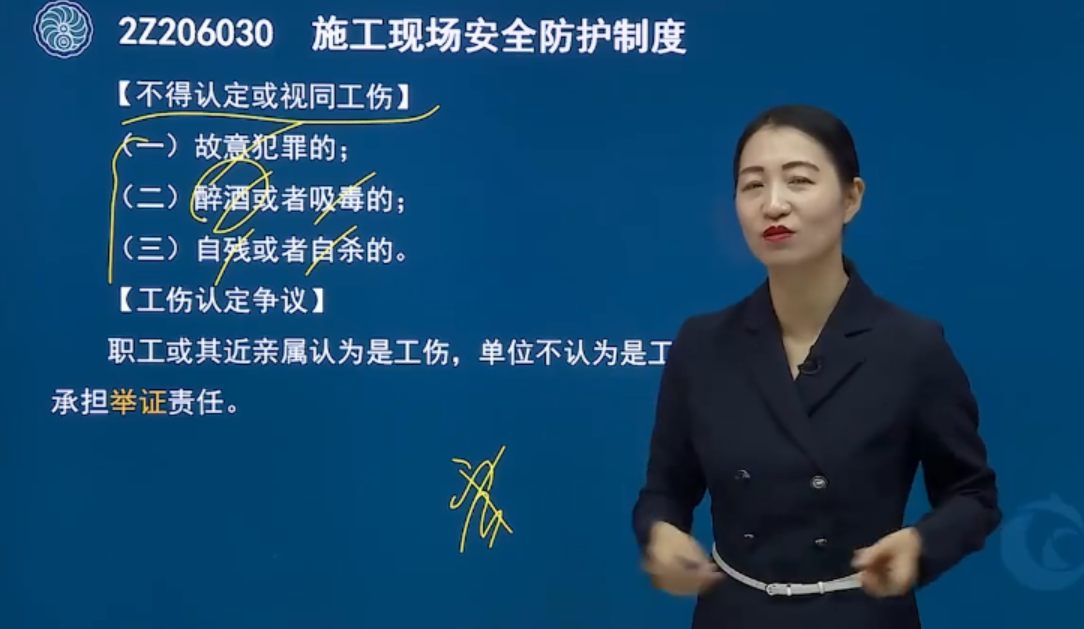 2Z206030 施工现场安全防护制度
【不得认定或视同工伤】
（一）故意犯罪的；
（二）醉酒或者吸毒的；
（三）自残或者自杀的。
【工伤认定争议】
职工或其近亲属认为是工伤，单位不认为是工
承担举证责任。